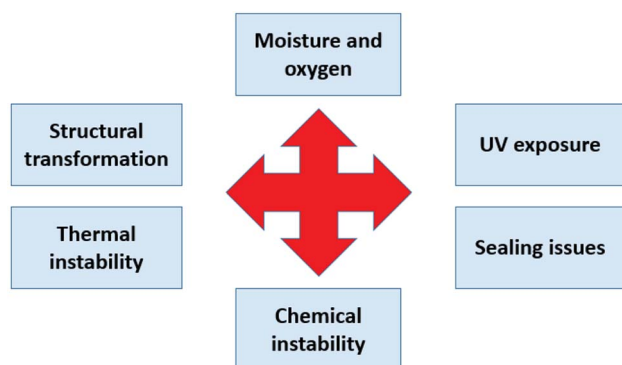 Moisture and
oxygen
Structural
transformation
UV exposure
Thermal
instability
Sealing issues
Chemical
instability